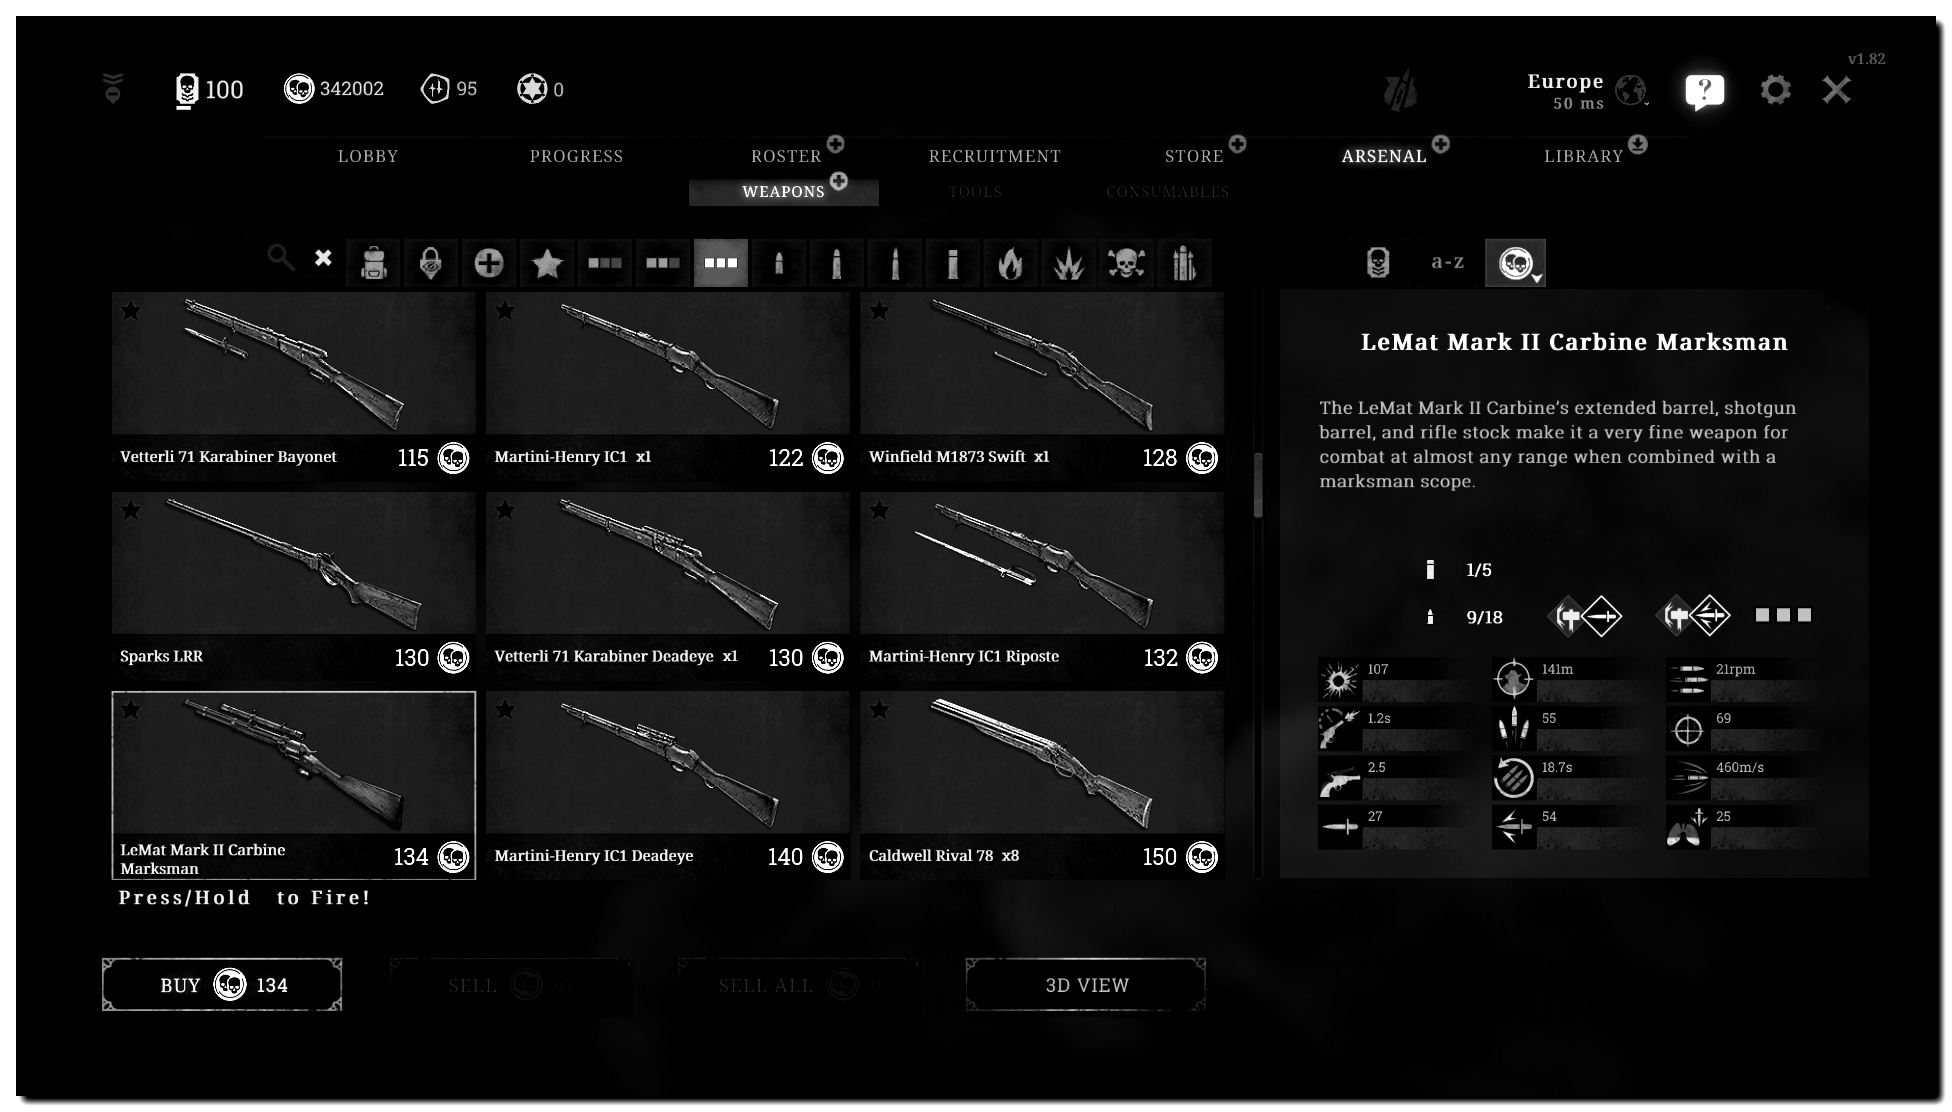 v1.82
100
342002
95
0
Europe
50 ms
?
LOBBY
PROGRESS
ROSTER
RECRUITMENT
STORE
ARSENAL
LIBRARY
WEAPONS
TOOLS
CONSUMABLES
a-z
Vetterli 71 Karabiner Bayonet
115
Martini-Henry IC1 x1
122
Winfield M1873 Swift x1
128
Sparks LRR
130
Vetterli 71 Karabiner Deadeye x1
130
Martini-Henry IC1 Riposte
132
LeMat Mark II Carbine
Marksman
134
Martini-Henry IC1 Deadeye
140
Caldwell Rival 78 x8
150
Press/Hold to Fire!
BUY 134
SELL 67
SELL ALL 0
3D VIEW
LeMat Mark II Carbine Marksman
The LeMat Mark II Carbine's extended barrel, shotgun
barrel, and rifle stock make it a very fine weapon for
combat at almost any range when combined with a
marksman scope.
1/5
9/18
107
141m
21rpm
1.2s
55
69
2.5
18.7s
460m/s
27
54
25